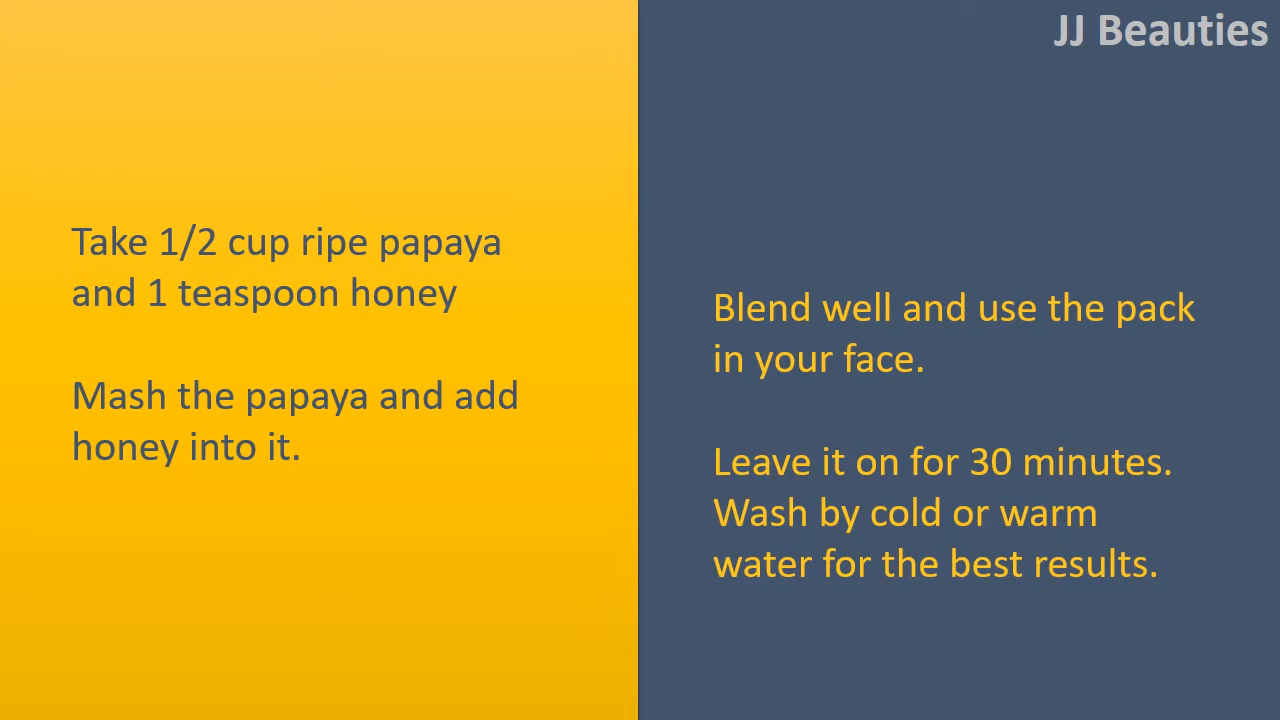 JJ Beauties
Take 1/2 cup ripe papaya
and 1 teaspoon honey
Mash the papaya and add
honey into it.
Blend well and use the pack
in your face.
Leave it on for 30 minutes.
Wash by cold or warm
water for the best results.